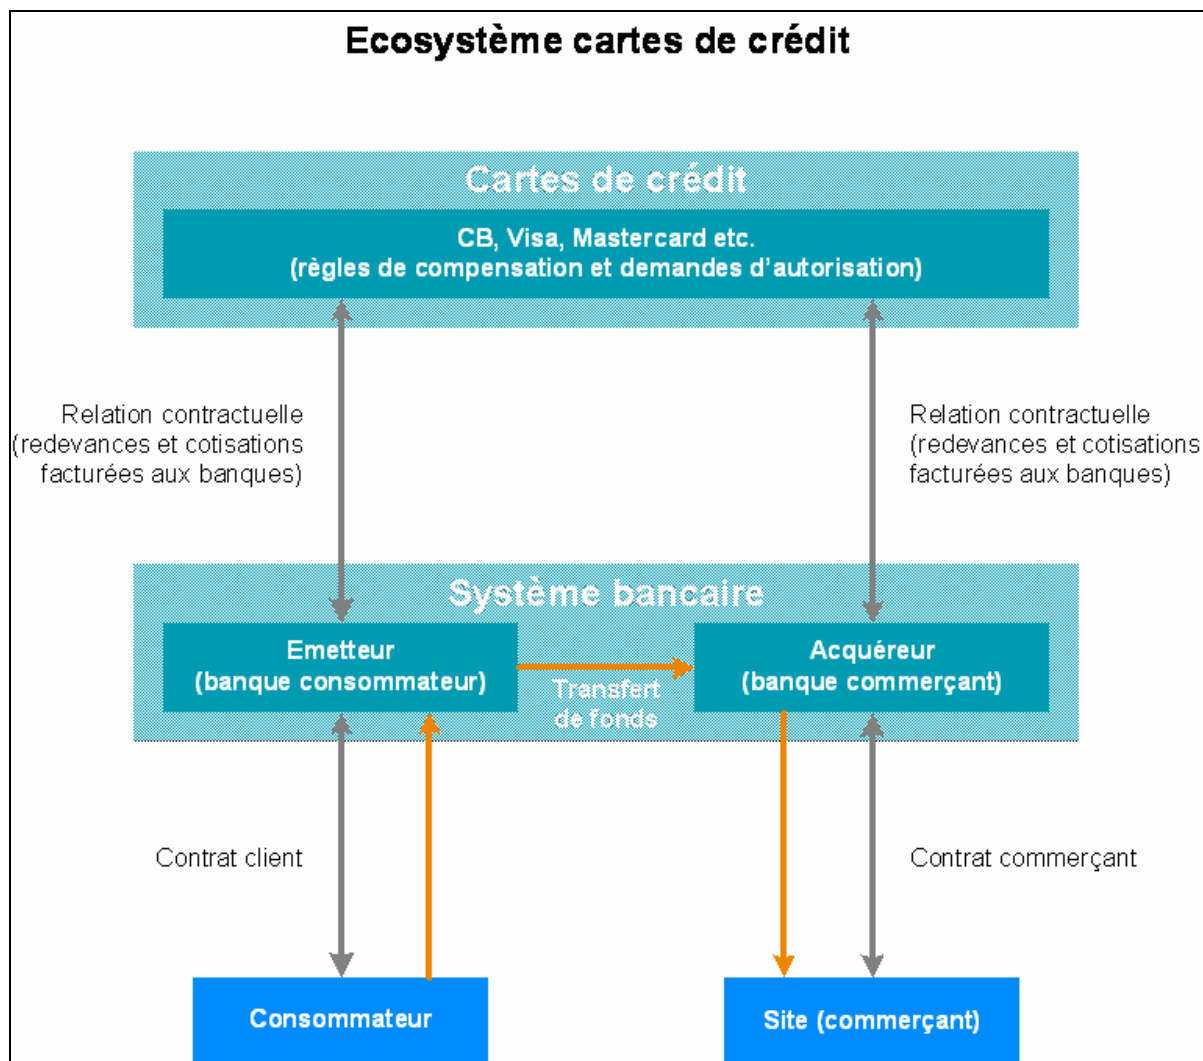 Ecosystème cartes de crédit
Cartes de crédit
CB, Visa, Mastercard etc.
(règles de compensation et demandes d’autorisation)
Relation contractuelle
(redevances et cotisations
facturées aux banques)
Relation contractuelle
(redevances et cotisations
facturées aux banques)
Système bancaire
Emetteur
(banque consommateur)
Transfert
de fonds
Acquéreur
(banque commerçant)
Contrat client
Contrat commerçant
Consommateur
Site (commerçant)